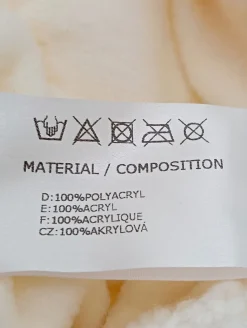 MATERIAL / COMPOSITION
D:100%POLYACRYL
E:100%ACRYL
F:100%ACRYLIQUE
CZ:100%AKRYLOVÁ